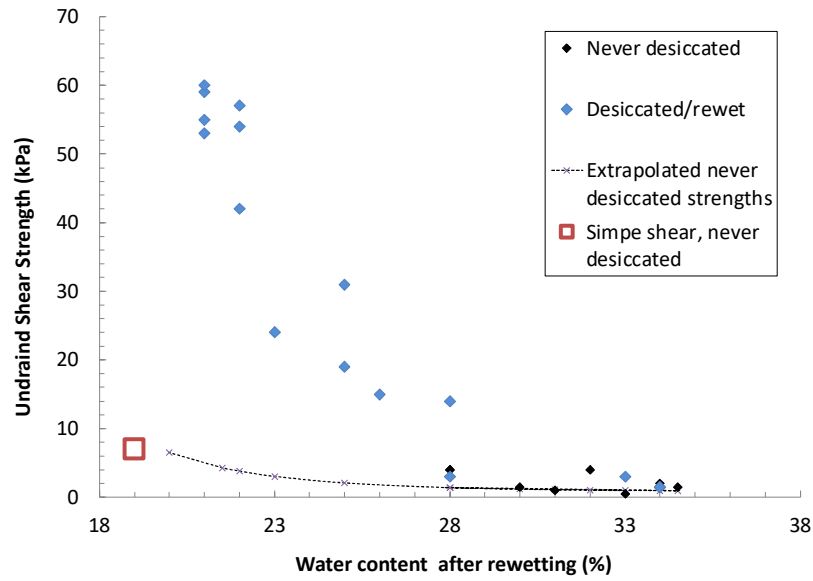 70
60
50
40
30
20
10
0
18
23
28
33
38
Undraind Shear Strength (kPa)
Water content after rewetting (%)
Never desiccated
Desiccated/rewet
Extrapolated never
desiccated strengths
Simpe shear, never
desiccated